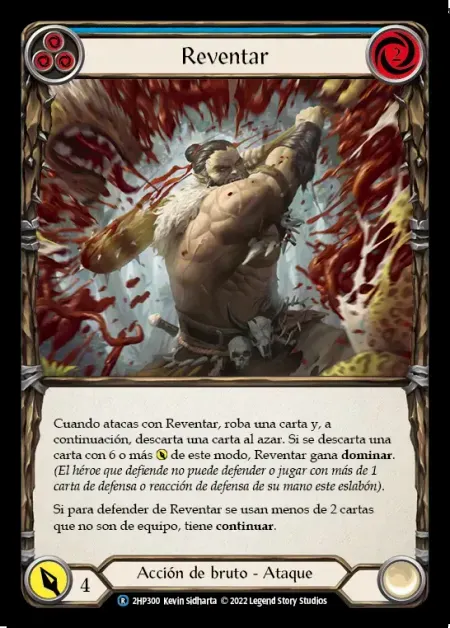 Reventar
2
Cuando atacas con Reventar, roba una carta y, a
continuación, descarta una carta al azar. Si se descarta una
carta con 6 o más de este modo, Reventar gana dominar.
(El héroe que defiende no puede defender o jugar con más de 1
carta de defensa o reacción de defensa de su mano este eslabón).
Si para defender de Reventar se usan menos de 2 cartas
que no son de equipo, tiene continuar.
4
Acción de bruto - Ataque
R 2HP300 Kevin Sidharta © 2022 Legend Story Studios